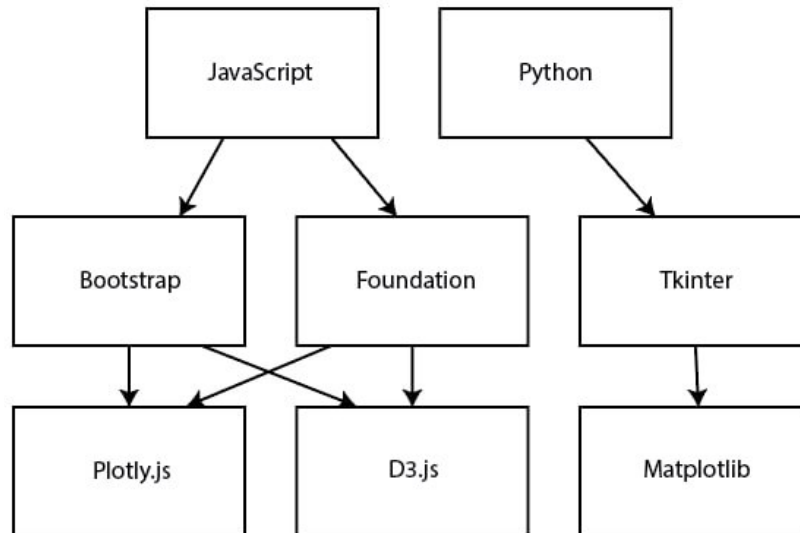 JavaScript
Python
Bootstrap
Foundation
Tkinter
Plotly.js
D3.js
Matplotlib